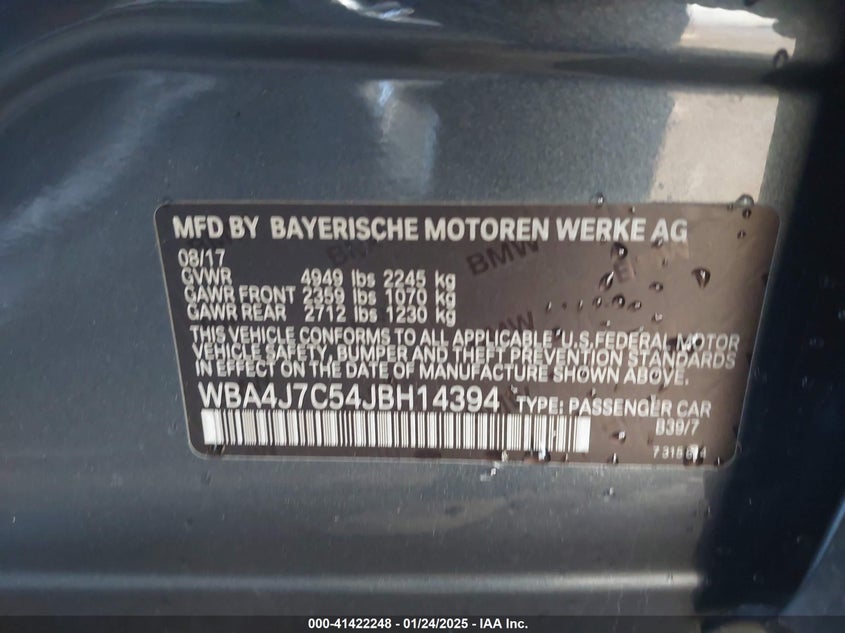 MFD BY BAYERISCHE MOTOREN WERKE AG
08/17
GVWR 4949 lbs 2245 kg
GAWR FRONT 2359 lbs 1070 kg
GAWR REAR 2712 lbs 1230 kg
THIS VEHICLE CONFORMS TO ALL APPLICABLE U.S.FEDERAL MOTOR
VEHICLE SAFETY, BUMPER AND THEFT PREVENTION STANDARDS
IN EFFECT ON THE DATE OF MANUFACTURE SHOWN ABOVE.
WBA4J7C54JBH14394 TYPE: PASSENGER CAR
B39/7
000-41422248 - 01/24/2025 - IAA Inc.